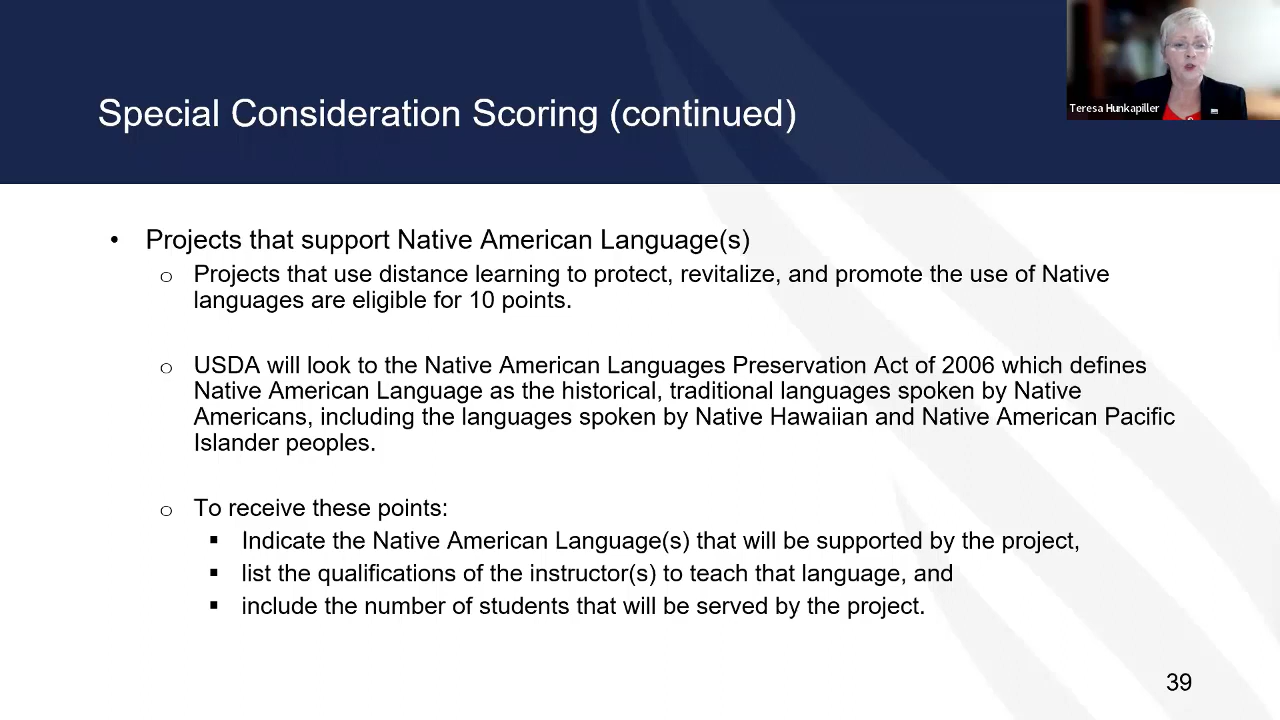 Teresa Hunkapiller
Special Consideration Scoring (continued)
• Projects that support Native American Language(s)
o Projects that use distance learning to protect, revitalize, and promote the use of Native
languages are eligible for 10 points.
o USDA will look to the Native American Languages Preservation Act of 2006 which defines
Native American Language as the historical, traditional languages spoken by Native
Americans, including the languages spoken by Native Hawaiian and Native American Pacific
Islander peoples.
o To receive these points:
▪ Indicate the Native American Language(s) that will be supported by the project,
▪ list the qualifications of the instructor(s) to teach that language, and
▪ include the number of students that will be served by the project.
39